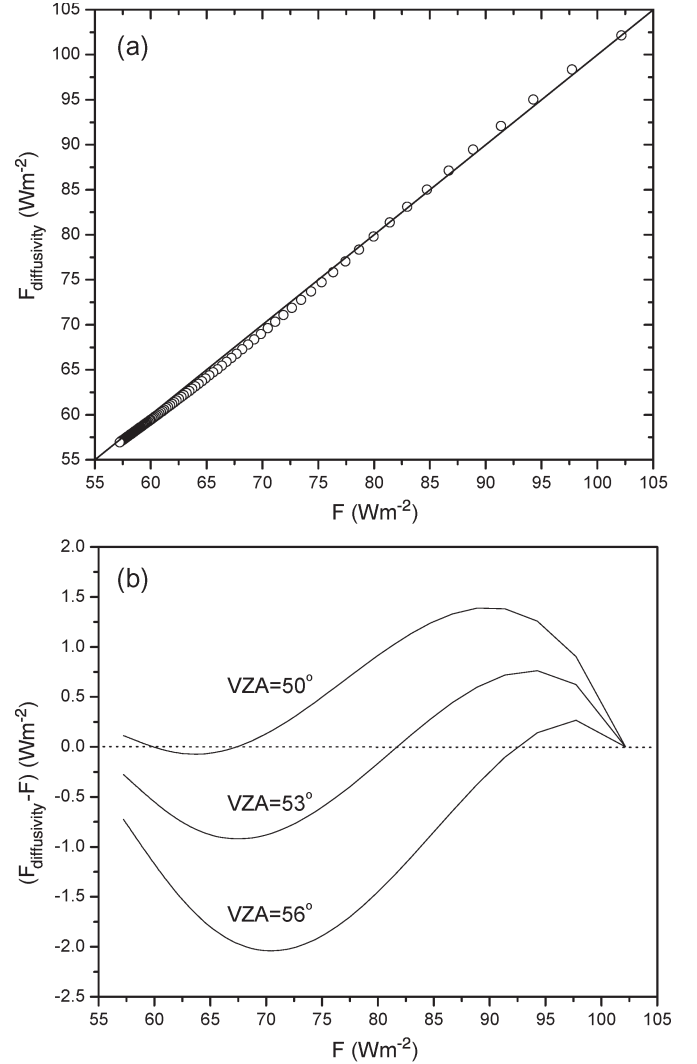 (a)
105
100
95
90
85
80
75
70
65
60
55
F_diffusivity (Wm⁻²)
55 60 65 70 75 80 85 90 95 100 105
F (Wm⁻²)
(b)
2.0
1.5
1.0
0.5
0.0
-0.5
-1.0
-1.5
-2.0
-2.5
(F_diffusivity-F) (Wm⁻²)
VZA=50°
VZA=53°
VZA=56°
55 60 65 70 75 80 85 90 95 100 105
F (Wm⁻²)